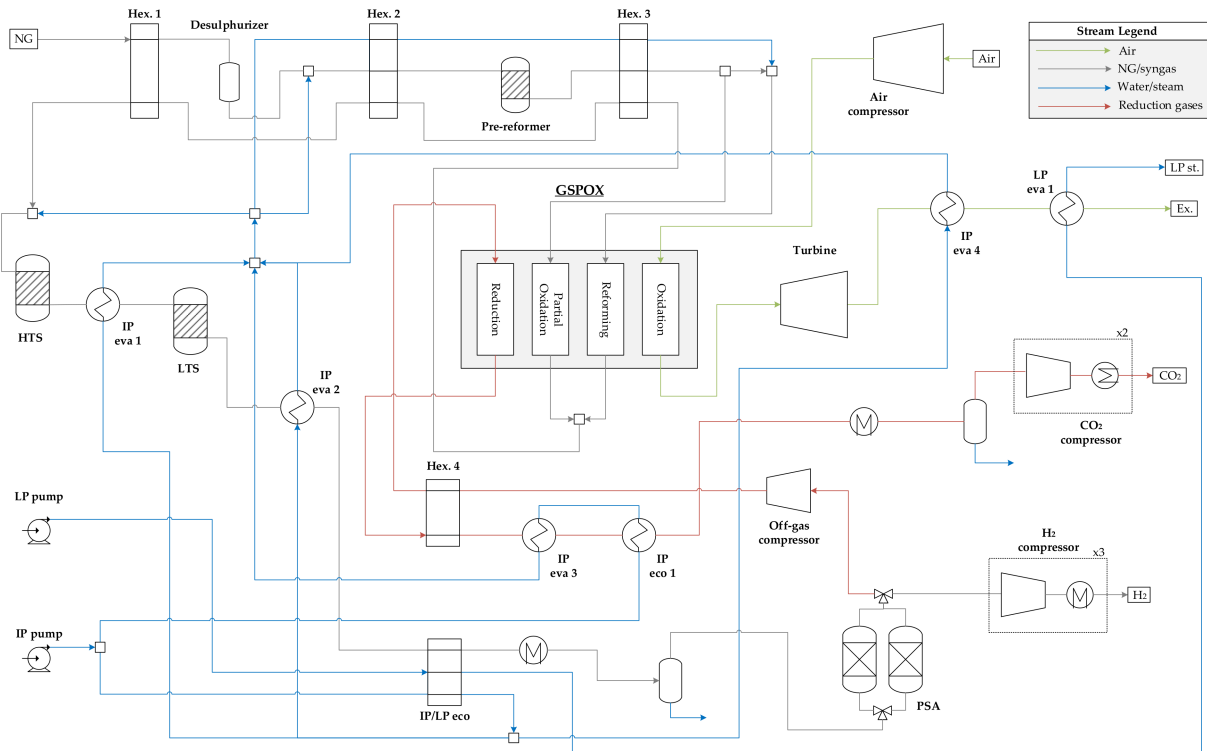 Hex. 1
Hex. 2
Hex. 3
Desulphurizer
NG
Stream Legend
Air
NG/syngas
Water/steam
Reduction gases
Air
Air
compressor
Pre-reformer
GSPOX
LP
eva 1
LP st.
Ex.
IP
eva 4
Turbine
Reduction
Partial
Oxidation
Reforming
Oxidation
HTS
IP
eva 1
LTS
IP
eva 2
x2
CO₂
CO₂
compressor
M
Hex. 4
LP pump
Off-gas
compressor
IP
eva 3
IP
eco 1
H₂
compressor
x3
M
H₂
IP pump
M
IP/LP eco
PSA